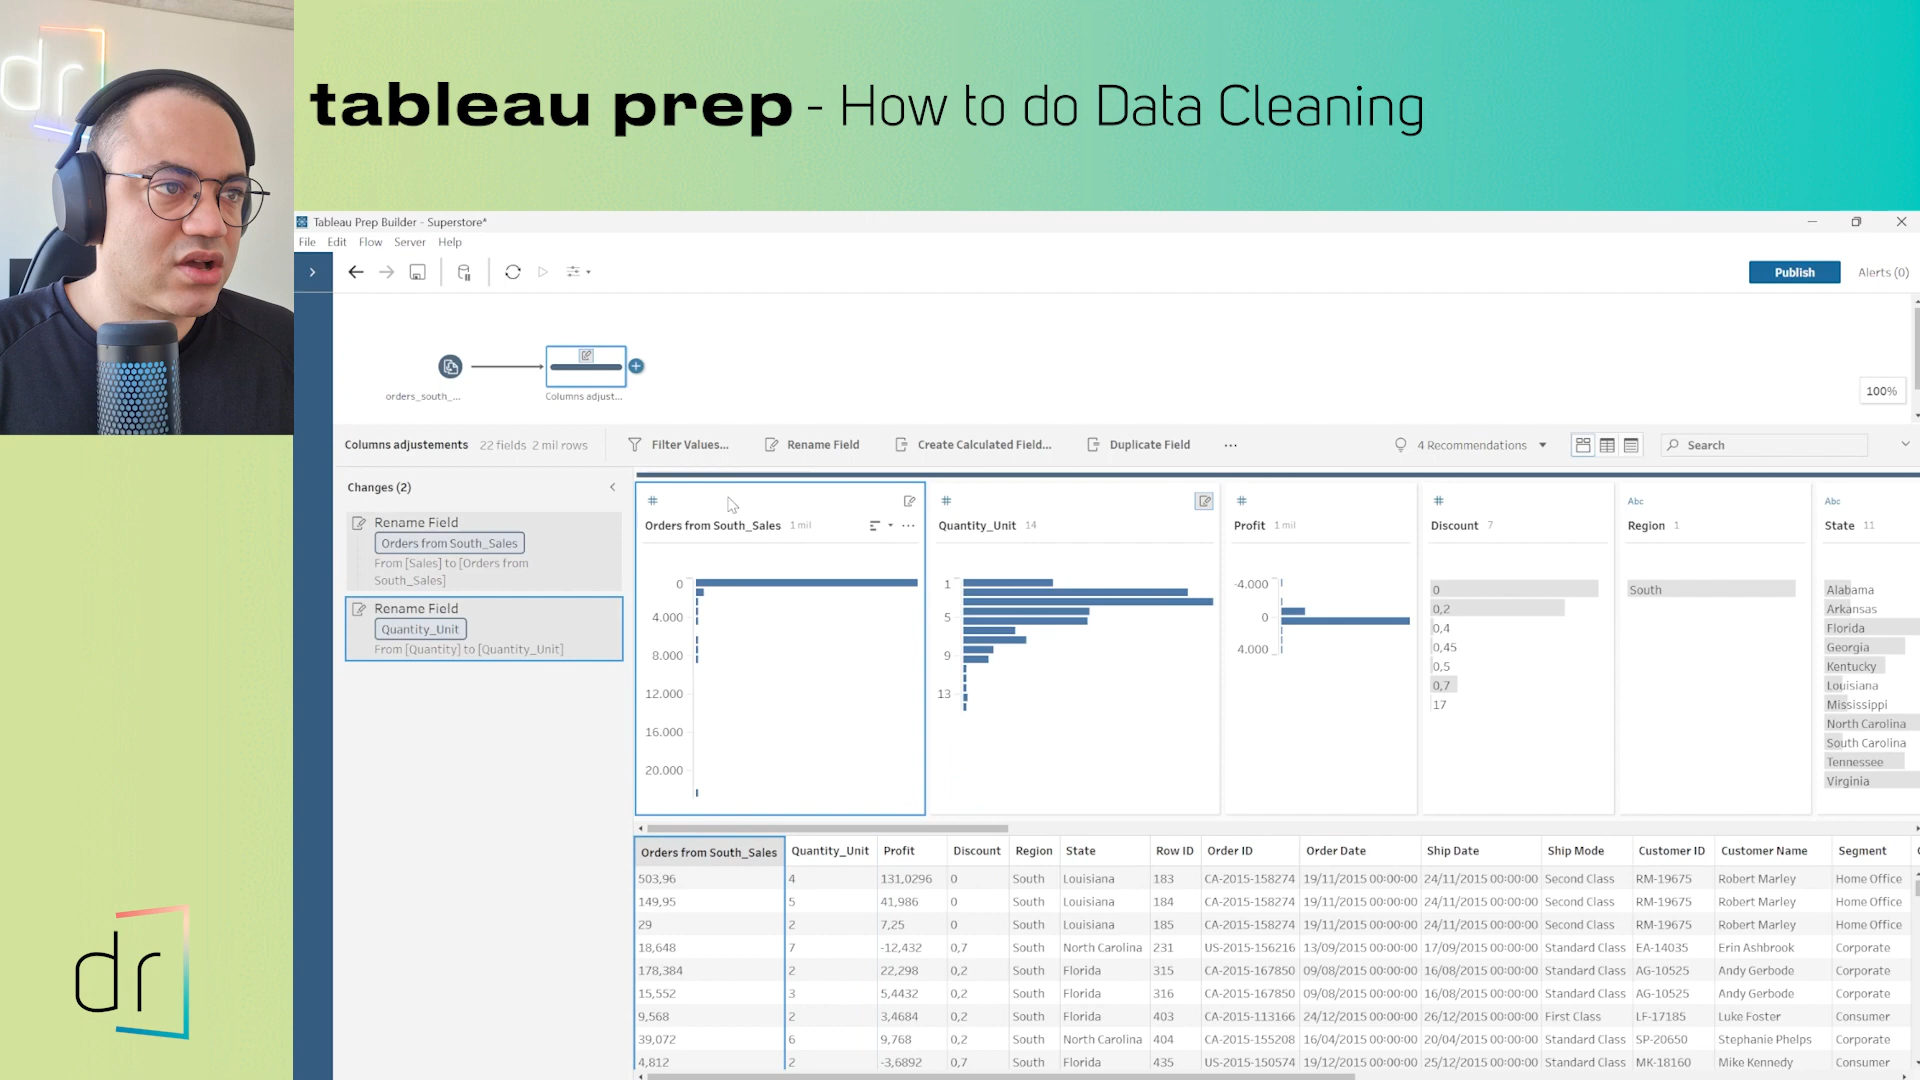 dr
tableau prep - How to do Data Cleaning
Tableau Prep Builder - Superstore*
File Edit Flow Server Help
Publish Alerts (0)
100%
orders_south_... Columns adjust...
Columns adjustements 22 fields 2 mil rows Filter Values... Rename Field Create Calculated Field... Duplicate Field ... 4 Recommendations Search
Changes (2)
Rename Field
Orders from South_Sales
From [Sales] to [Orders from
South_Sales]
Rename Field
Quantity_Unit
From [Quantity] to [Quantity_Unit]
#
Orders from South_Sales 1 mil
0
4.000
8.000
12.000
16.000
20.000
#
Quantity_Unit 14
1
5
9
13
#
Profit 1 mil
-4.000
0
4.000
#
Discount 7
0
0,2
0,4
0,45
0,5
0,7
17
Abc
Region 1
South
Abc
State 11
Alabama
Arkansas
Florida
Georgia
Kentucky
Louisiana
Mississippi
North Carolina
South Carolina
Tennessee
Virginia
Orders from South_Sales Quantity_Unit Profit Discount Region State Row ID Order ID Order Date Ship Date Ship Mode Customer ID Customer Name Segment
503,96 4 131,0296 0 South Louisiana 183 CA-2015-158274 19/11/2015 00:00:00 24/11/2015 00:00:00 Second Class RM-19675 Robert Marley Home Office
149,95 5 41,986 0 South Louisiana 184 CA-2015-158274 19/11/2015 00:00:00 24/11/2015 00:00:00 Second Class RM-19675 Robert Marley Home Office
29 2 7,25 0 South Louisiana 185 CA-2015-158274 19/11/2015 00:00:00 24/11/2015 00:00:00 Second Class RM-19675 Robert Marley Home Office
18,648 7 -12,432 0,7 South North Carolina 231 US-2015-156216 13/09/2015 00:00:00 17/09/2015 00:00:00 Standard Class EA-14035 Erin Ashbrook Corporate
178,384 2 22,298 0,2 South Florida 315 CA-2015-167850 09/08/2015 00:00:00 16/08/2015 00:00:00 Standard Class AG-10525 Andy Gerbode Corporate
15,552 3 5,4432 0,2 South Florida 316 CA-2015-167850 09/08/2015 00:00:00 16/08/2015 00:00:00 Standard Class AG-10525 Andy Gerbode Corporate
9,568 2 3,4684 0,2 South Florida 403 CA-2015-113166 24/12/2015 00:00:00 26/12/2015 00:00:00 First Class LF-17185 Luke Foster Consumer
39,072 6 9,768 0,2 South North Carolina 404 CA-2015-155208 16/04/2015 00:00:00 20/04/2015 00:00:00 Standard Class SP-20650 Stephanie Phelps Corporate
4,812 2 -3,6892 0,7 South Florida 435 US-2015-150574 19/12/2015 00:00:00 25/12/2015 00:00:00 Standard Class MK-18160 Mike Kennedy Consumer
dr